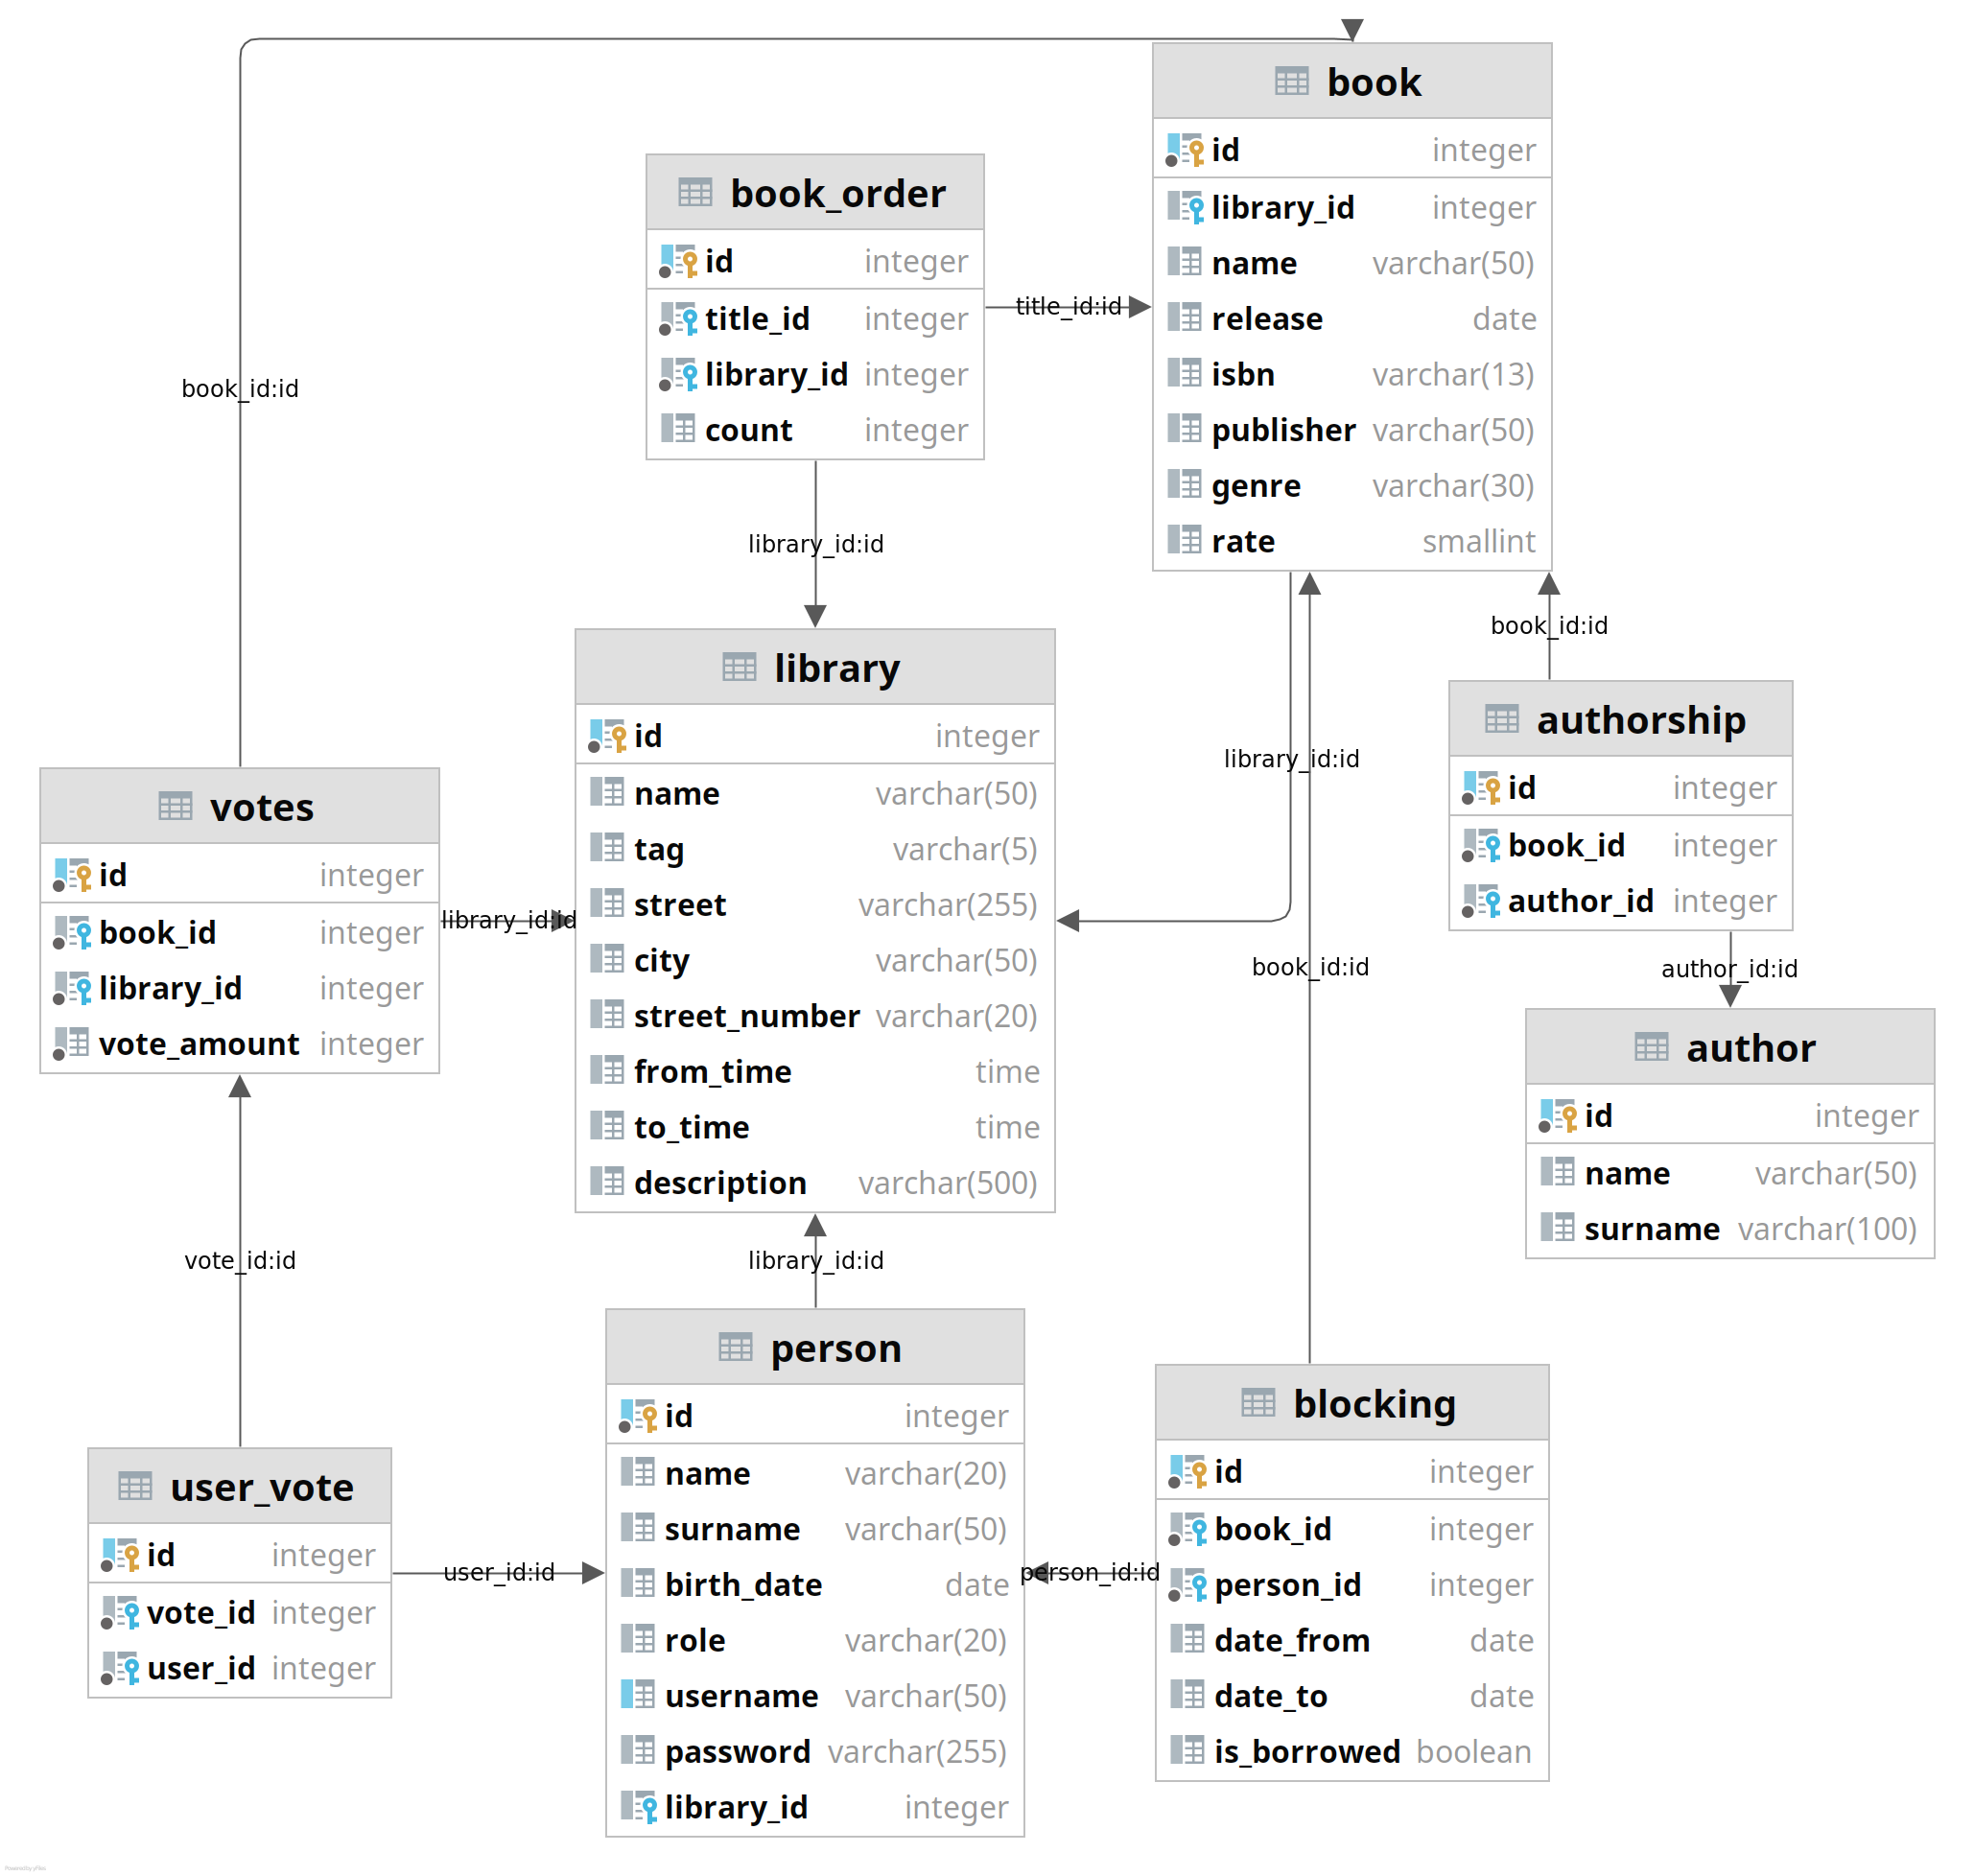 book
id integer
library_id integer
name varchar(50)
release date
isbn varchar(13)
publisher varchar(50)
genre varchar(30)
rate smallint
book_order
id integer
title_id integer
library_id integer
count integer
title_id:id
book_id:id
library_id:id
library
id integer
name varchar(50)
tag varchar(5)
street varchar(255)
city varchar(50)
street_number varchar(20)
from_time time
to_time time
description varchar(500)
book_id:id
library_id:id
authorship
id integer
book_id integer
author_id integer
votes
id integer
book_id integer
library_id integer
vote_amount integer
library_id:id
book_id:id
author_id:id
author
id integer
name varchar(50)
surname varchar(100)
vote_id:id
library_id:id
person
id integer
name varchar(20)
surname varchar(50)
birth_date date
role varchar(20)
username varchar(50)
password varchar(255)
library_id integer
blocking
id integer
book_id integer
person_id integer
date_from date
date_to date
is_borrowed boolean
user_vote
id integer
vote_id integer
user_id integer
user_id:id
person_id:id
Powered by yFiles